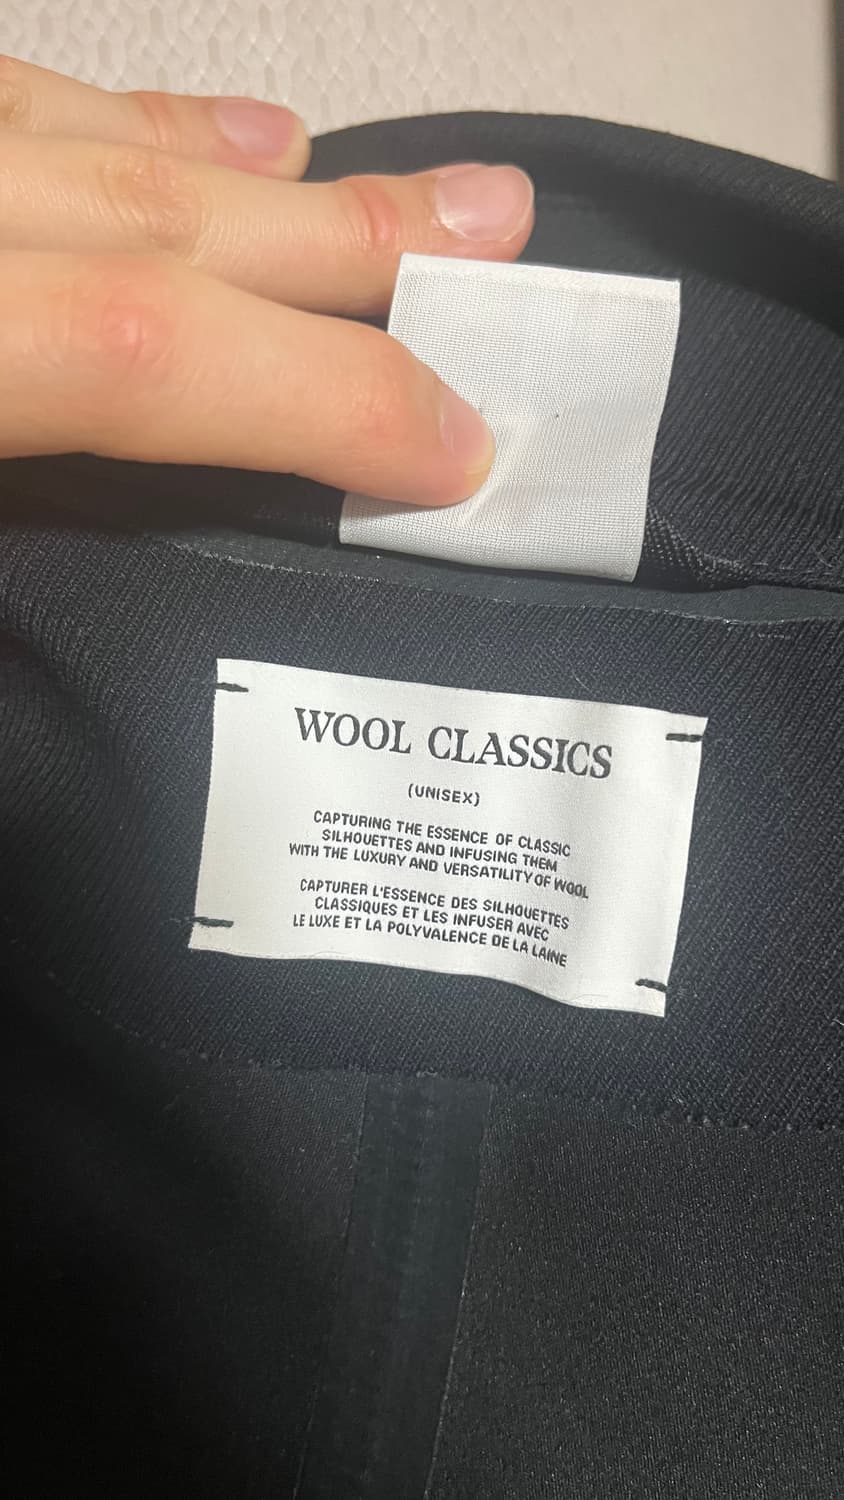 WOOL CLASSICS
(UNISEX)
CAPTURING THE ESSENCE OF CLASSIC
SILHOUETTES AND INFUSING THEM
WITH THE LUXURY AND VERSATILITY OF WOOL
CAPTURER L'ESSENCE DES SILHOUETTES
CLASSIQUES ET LES INFUSER AVEC
LE LUXE ET LA POLYVALENCE DE LA LAINE